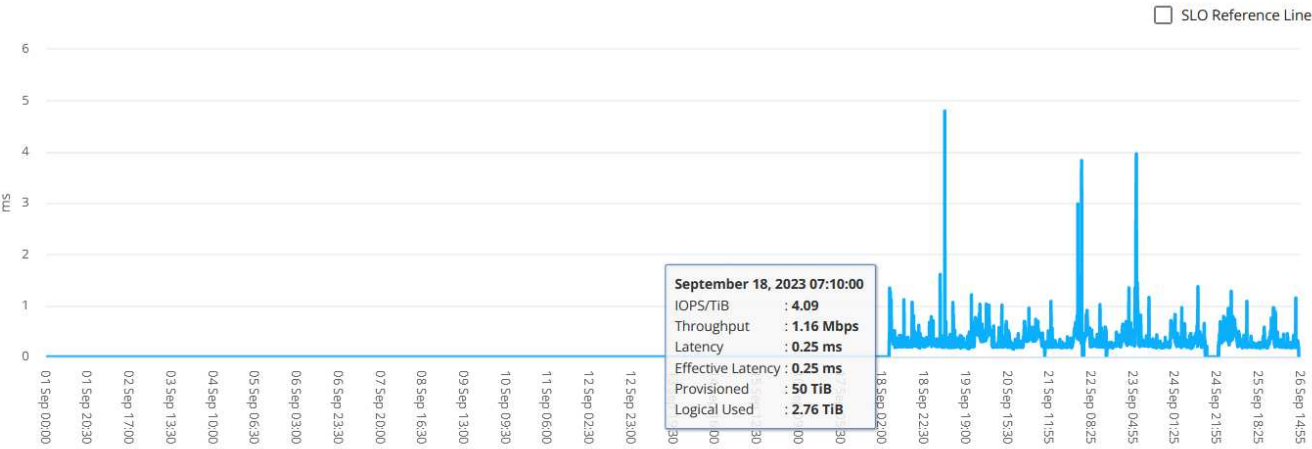 SLO Reference Line
6
5
4
3
2
1
0
ms
September 18, 2023 07:10:00
IOPS/TiB : 4.09
Throughput : 1.16 Mbps
Latency : 0.25 ms
Effective Latency : 0.25 ms
Provisioned : 50 TiB
Logical Used : 2.76 TiB
01 Sep 00:00
01 Sep 20:30
02 Sep 17:00
03 Sep 13:30
04 Sep 10:00
05 Sep 06:30
06 Sep 03:00
06 Sep 23:30
07 Sep 20:00
08 Sep 16:30
09 Sep 13:00
10 Sep 09:30
11 Sep 06:00
12 Sep 02:30
12 Sep 23:00
18 Sep 02:00
18 Sep 22:30
19 Sep 19:00
20 Sep 15:30
21 Sep 11:55
22 Sep 08:25
23 Sep 04:55
24 Sep 01:25
24 Sep 21:55
25 Sep 18:25
26 Sep 14:55